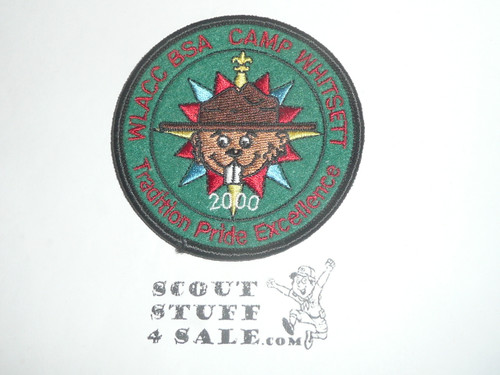 WLACC BSA CAMP WHITSETT
2000
Tradition Pride Excellence
SCOUT
STUFF
4 SALE.COM